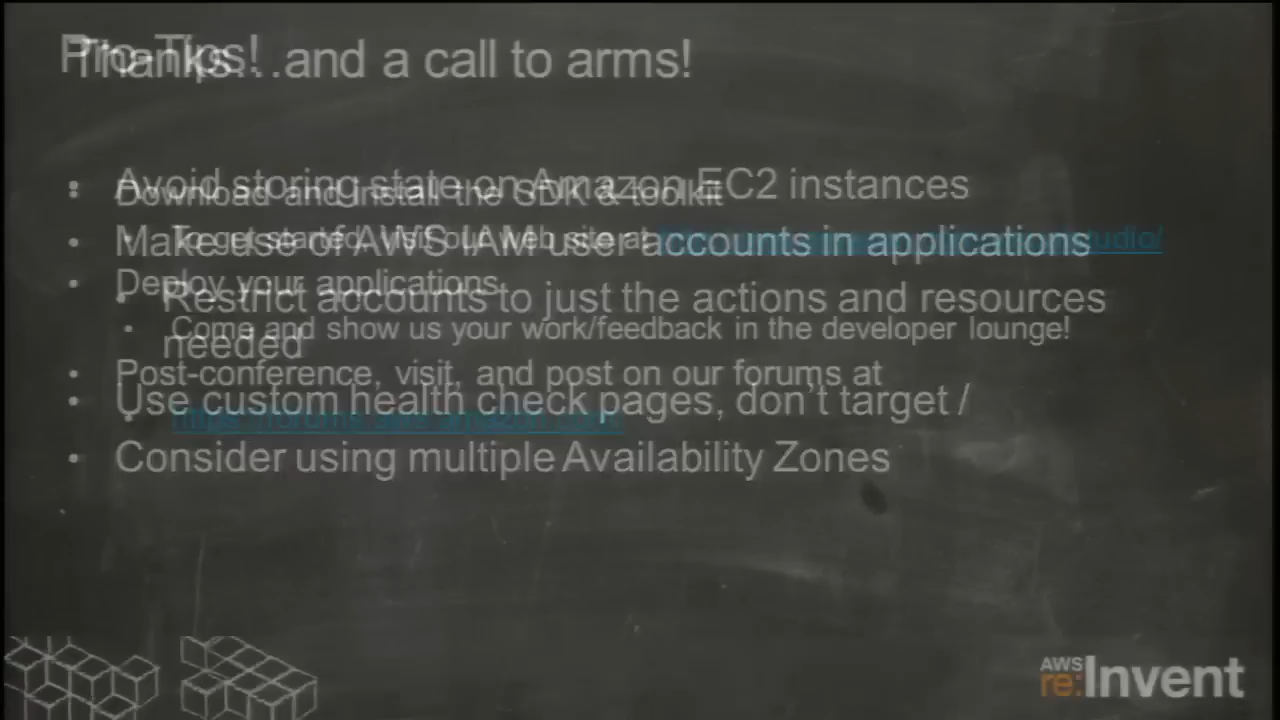 Pro-Tips!
Thanks…and a call to arms!
• Avoid storing state on Amazon EC2 instances
• Download and install the SDK & toolkit
• To get started, visit our web site at
• Make use of AWS IAM user accounts in applications
• Deploy your applications
• Restrict accounts to just the actions and resources
needed
• Come and show us your work/feedback in the developer lounge!
• Post-conference, visit, and post on our forums at
• Use custom health check pages, don't target /
• Consider using multiple Availability Zones
AWS
re:Invent